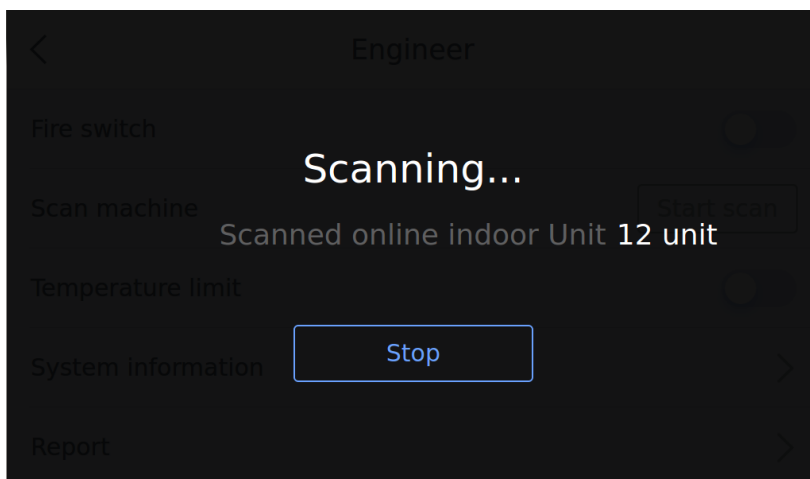 Engineer
Fire switch
Scanning...
Scan machine
Start scan
Scanned online indoor Unit 12 unit
Temperature limit
Stop
System information
Report